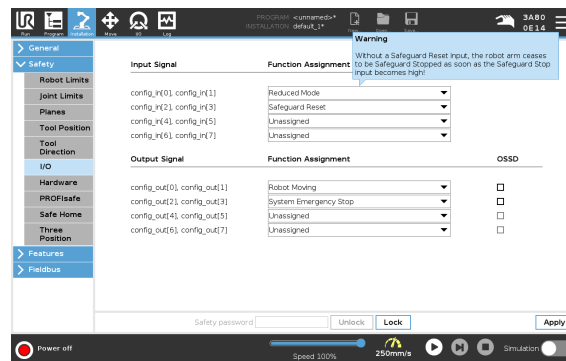 PROGRAM <unnamed>*
INSTALLATION default_1*
3A80
0E14
Run
Program
Installation
Move
I/O
Log
Warning
Without a Safeguard Reset input, the robot arm ceases
to be Safeguard Stopped as soon as the Safeguard Stop
input becomes high!
General
Safety
Robot Limits
Joint Limits
Planes
Tool Position
Tool
Direction
I/O
Hardware
PROFIsafe
Safe Home
Three
Position
Features
Fieldbus
Input Signal Function Assignment
config_in[0], config_in[1] Reduced Mode
config_in[2], config_in[3] Safeguard Reset
config_in[4], config_in[5] Unassigned
config_in[6], config_in[7] Unassigned
Output Signal Function Assignment OSSD
config_out[0], config_out[1] Robot Moving
config_out[2], config_out[3] System Emergency Stop
config_out[4], config_out[5] Unassigned
config_out[6], config_out[7] Unassigned
Safety password Unlock Lock Apply
Power off
Speed 100%
250mm/s
Simulation